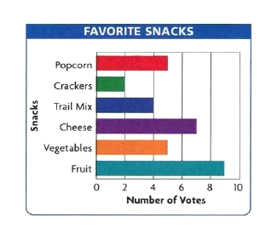 FAVORITE SNACKS
Popcorn
Crackers
Trail Mix
Cheese
Vegetables
Fruit
Snacks
0 2 4 6 8 10
Number of Votes